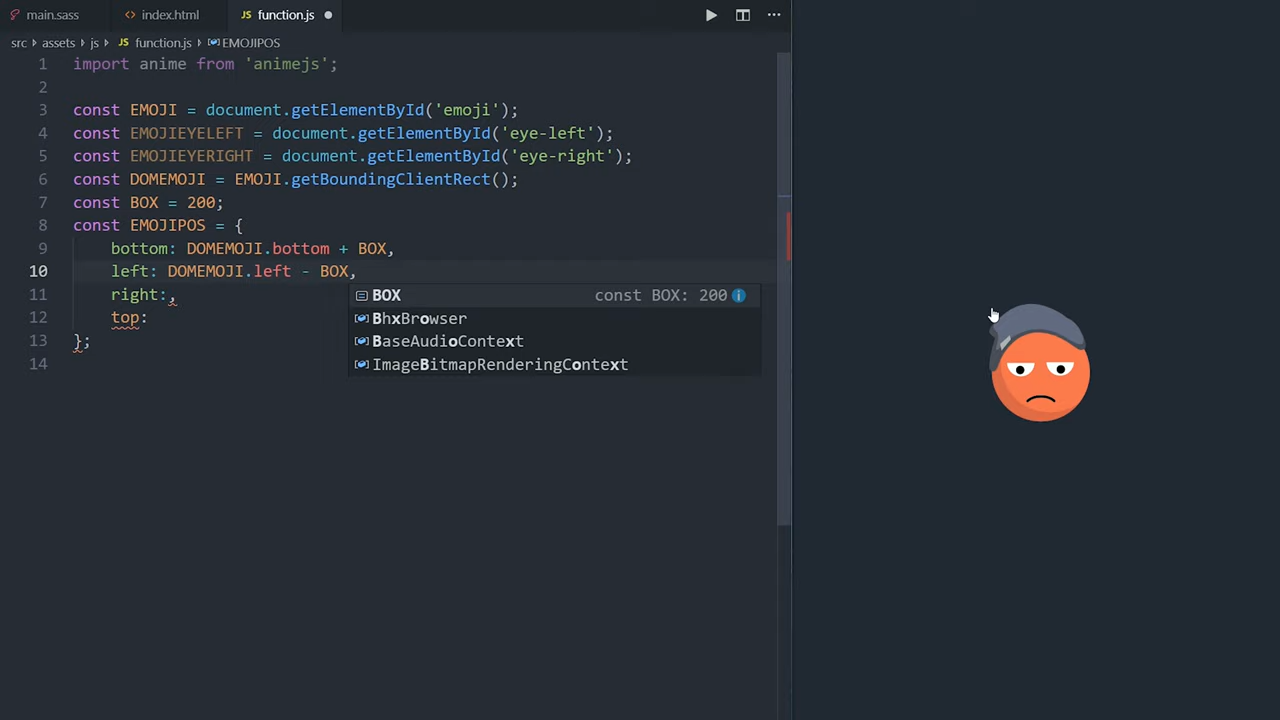 main.sass
<> index.html
JS function.js
src > assets > js > JS function.js > EMOJIPOS
1 import anime from 'animejs';
2
3 const EMOJI = document.getElementById('emoji');
4 const EMOJIEYELEFT = document.getElementById('eye-left');
5 const EMOJIEYERIGHT = document.getElementById('eye-right');
6 const DOMEMOJI = EMOJI.getBoundingClientRect();
7 const BOX = 200;
8 const EMOJIPOS = {
9 bottom: DOMEMOJI.bottom + BOX,
10 left: DOMEMOJI.left - BOX,
11 right:,
BOX const BOX: 200
BhxBrowser
12 top:
13 };
BaseAudioContext
14
ImageBitmapRenderingContext